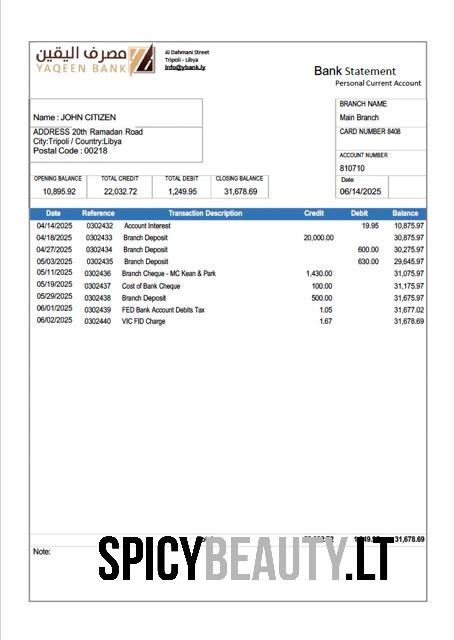 مصرف اليقين
YAQEEN BANK
Al Dahmani Street
Tripoli - Libya
info@ybank.ly
Bank Statement
Personal Current Account
Name : JOHN CITIZEN
ADDRESS 20th Ramadan Road
City:Tripoli / Country:Libya
Postal Code : 00218
BRANCH NAME
Main Branch
CARD NUMBER 8408
ACCOUNT NUMBER
810710
OPENING BALANCE TOTAL CREDIT TOTAL DEBIT CLOSING BALANCE Date
10,895.92 22,032.72 1,249.95 31,678.69 06/14/2025
Date Reference Transaction Description Credit Debit Balance
04/14/2025 0302432 Account Interest 19.95 10,875.97
04/18/2025 0302433 Branch Deposit 20,000.00 30,875.97
04/27/2025 0302434 Branch Deposit 600.00 30,275.97
05/03/2025 0302435 Branch Deposit 630.00 29,645.97
05/11/2025 0302436 Branch Cheque - MC Kean & Park 1,430.00 31,075.97
05/19/2025 0302437 Cost of Bank Cheque 100.00 31,175.97
05/29/2025 0302438 Branch Deposit 500.00 31,675.97
06/01/2025 0302439 FED Bank Account Debits Tax 1.05 31,677.02
06/02/2025 0302440 VIC FID Charge 1.67 31,678.69
31,678.69
Note:
SPICYBEAUTY.LT